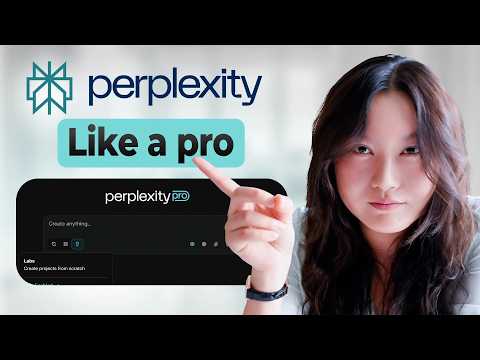 perplexity
Like a pro
perplexity pro
Create anything...
Labs
Create projects from scratch